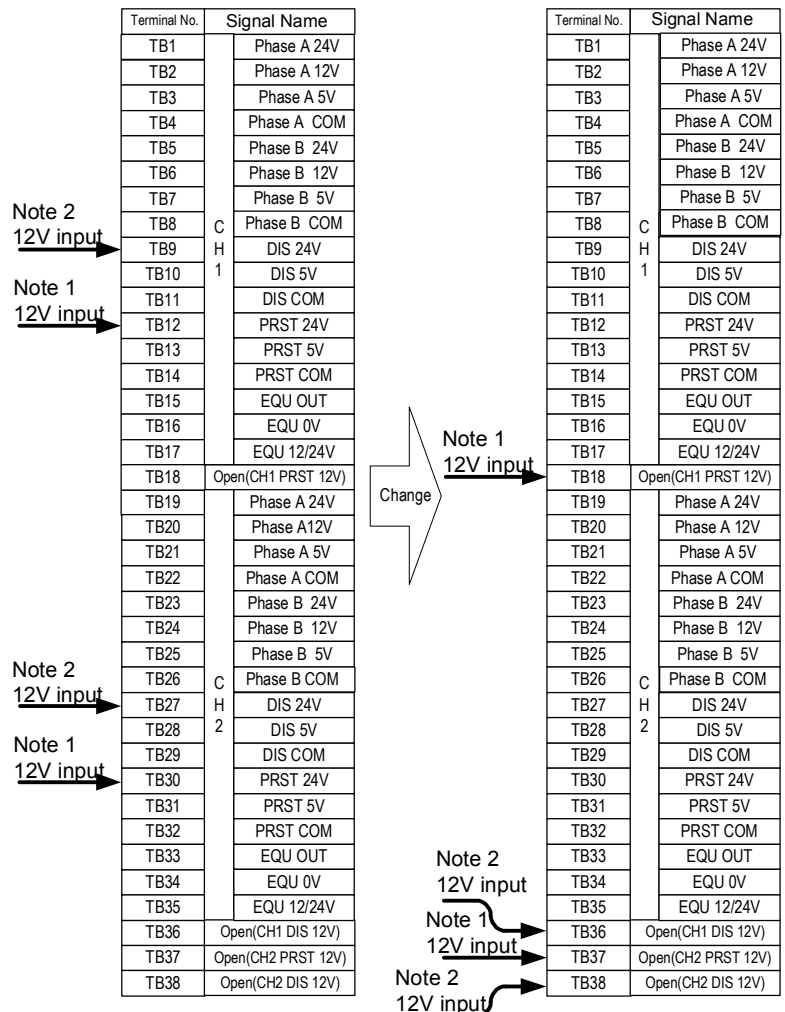 Terminal No. Signal Name
TB1 Phase A 24V
TB2 Phase A 12V
TB3 Phase A 5V
TB4 Phase A COM
TB5 Phase B 24V
TB6 Phase B 12V
TB7 Phase B 5V
TB8 Phase B COM
TB9 DIS 24V
TB10 DIS 5V
TB11 DIS COM
TB12 PRST 24V
TB13 PRST 5V
TB14 PRST COM
TB15 EQU OUT
TB16 EQU 0V
TB17 EQU 12/24V
CH1
TB18 Open(CH1 PRST 12V)
TB19 Phase A 24V
TB20 Phase A12V
TB21 Phase A 5V
TB22 Phase A COM
TB23 Phase B 24V
TB24 Phase B 12V
TB25 Phase B 5V
TB26 Phase B COM
TB27 DIS 24V
TB28 DIS 5V
TB29 DIS COM
TB30 PRST 24V
TB31 PRST 5V
TB32 PRST COM
TB33 EQU OUT
TB34 EQU 0V
TB35 EQU 12/24V
CH2
TB36 Open(CH1 DIS 12V)
TB37 Open(CH2 PRST 12V)
TB38 Open(CH2 DIS 12V)
Note 2
12V input
Note 1
12V input
Note 2
12V input
Note 1
12V input
Change
Terminal No. Signal Name
TB1 Phase A 24V
TB2 Phase A 12V
TB3 Phase A 5V
TB4 Phase A COM
TB5 Phase B 24V
TB6 Phase B 12V
TB7 Phase B 5V
TB8 Phase B COM
TB9 DIS 24V
TB10 DIS 5V
TB11 DIS COM
TB12 PRST 24V
TB13 PRST 5V
TB14 PRST COM
TB15 EQU OUT
TB16 EQU 0V
TB17 EQU 12/24V
CH1
TB18 Open(CH1 PRST 12V)
TB19 Phase A 24V
TB20 Phase A 12V
TB21 Phase A 5V
TB22 Phase A COM
TB23 Phase B 24V
TB24 Phase B 12V
TB25 Phase B 5V
TB26 Phase B COM
TB27 DIS 24V
TB28 DIS 5V
TB29 DIS COM
TB30 PRST 24V
TB31 PRST 5V
TB32 PRST COM
TB33 EQU OUT
TB34 EQU 0V
TB35 EQU 12/24V
CH2
TB36 Open(CH1 DIS 12V)
TB37 Open(CH2 PRST 12V)
TB38 Open(CH2 DIS 12V)
Note 1
12V input
Note 2
12V input
Note 1
12V input
Note 2
12V input